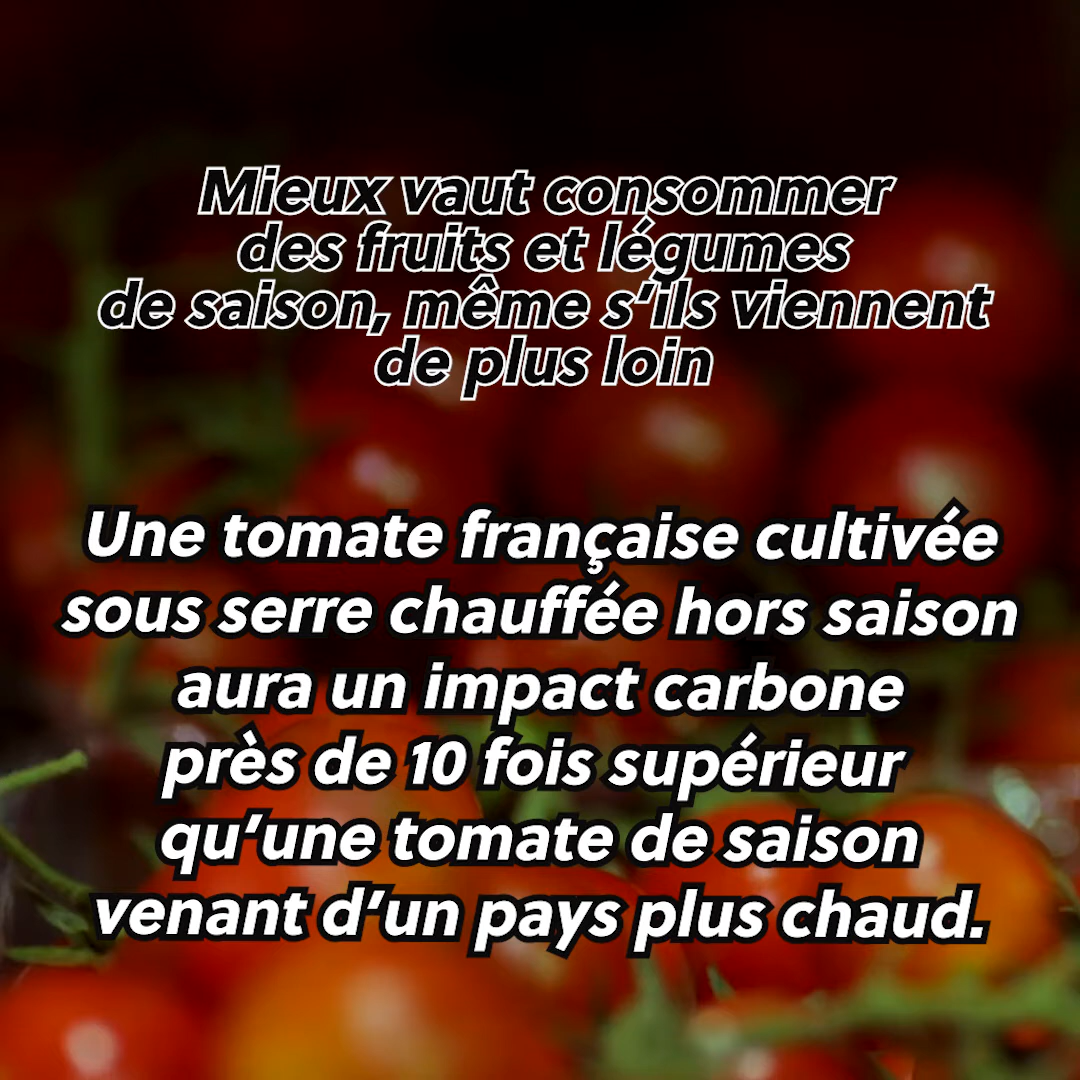 Mieux vaut consommer
des fruits et légumes
de saison, même s'ils viennent
de plus loin
Une tomate française cultivée
sous serre chauffée hors saison
aura un impact carbone
près de 10 fois supérieur
qu'une tomate de saison
venant d'un pays plus chaud.